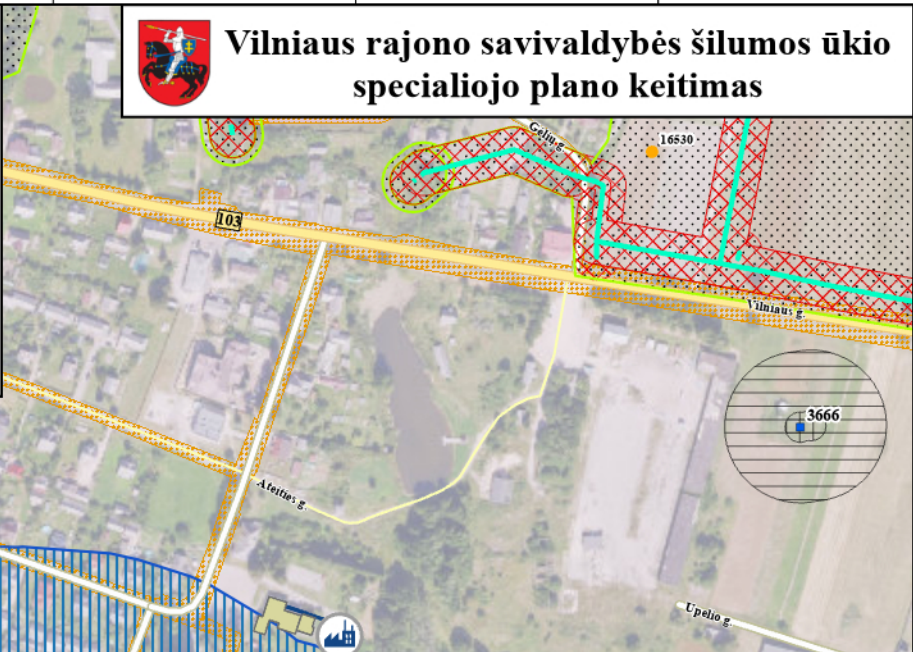 Vilniaus rajono savivaldybės šilumos ūkio
specialiojo plano keitimas
Gėlių g.
16530
103
Vilniaus g.
3666
Ateities g.
Upelio g.